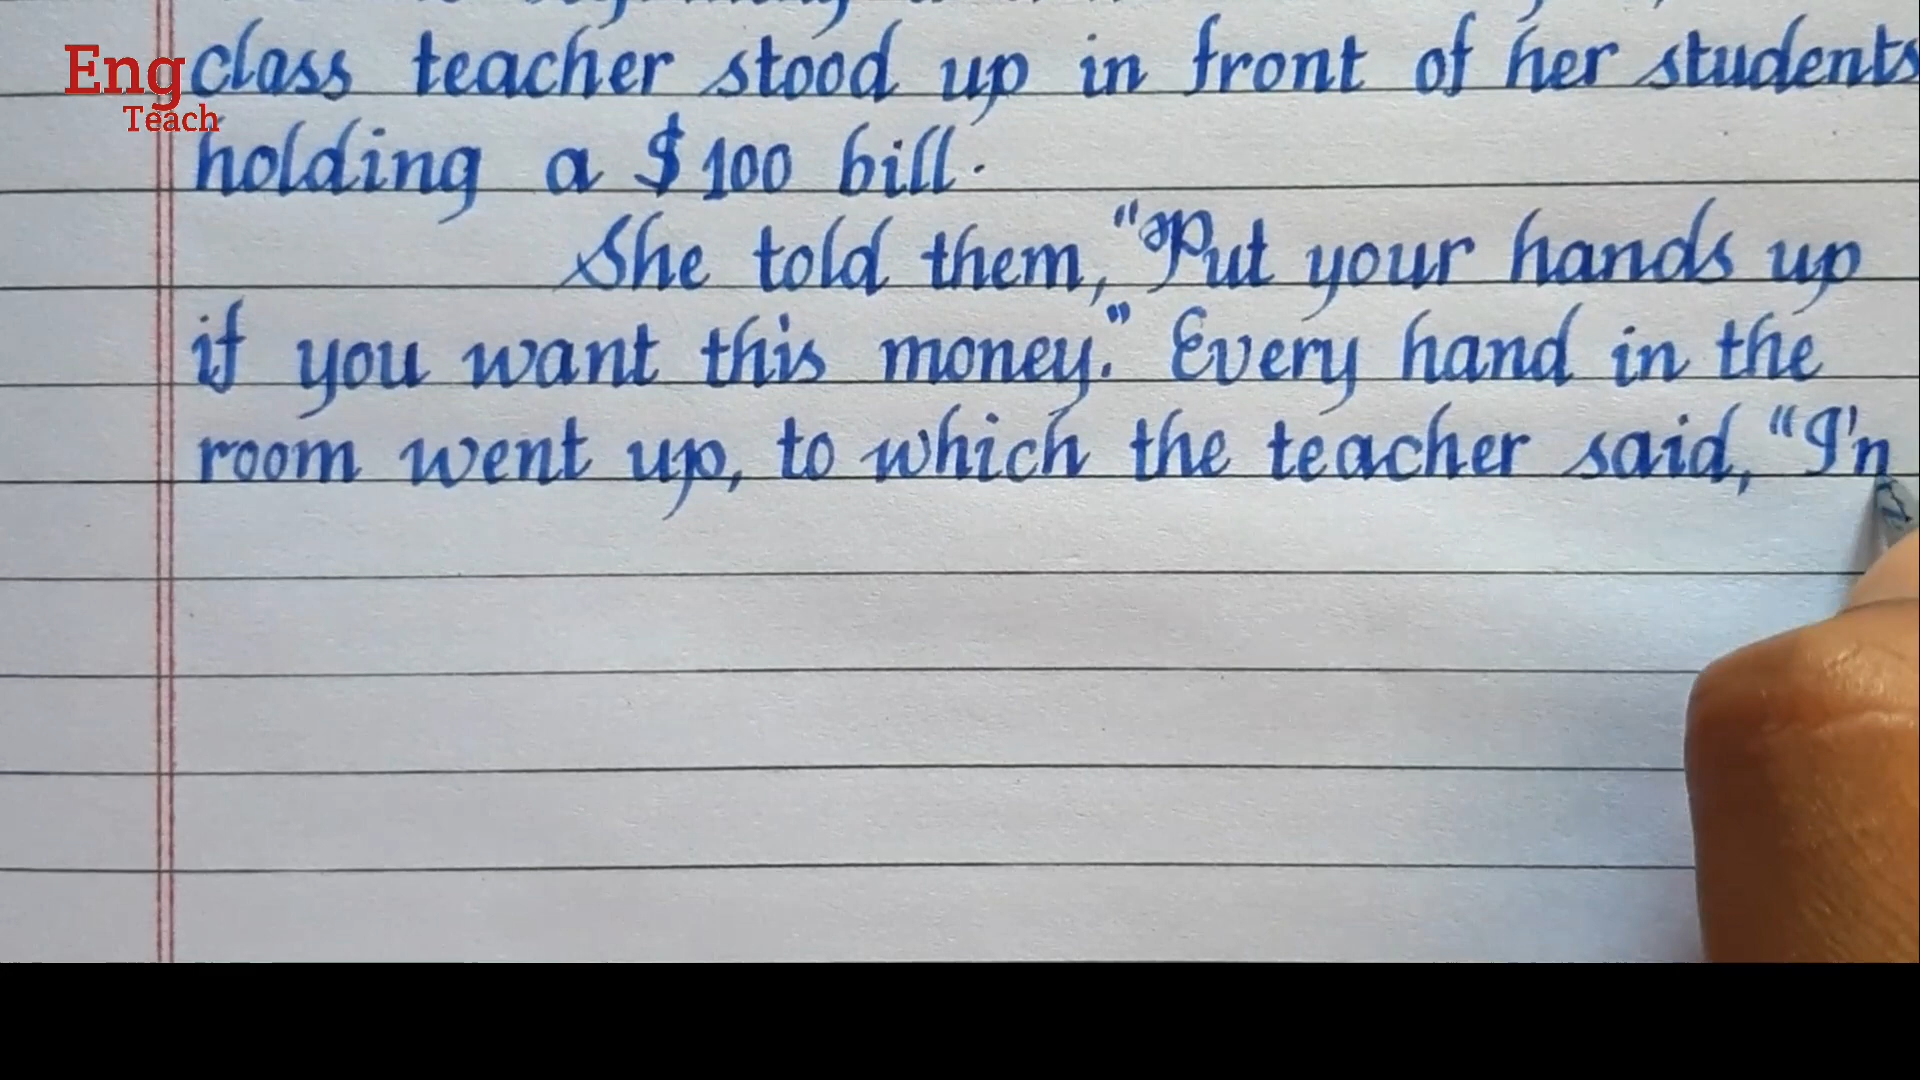 Eng
Teach
class teacher stood up in front of her students
holding a $100 bill.
She told them, "Put your hands up
if you want this money." Every hand in the
room went up, to which the teacher said, "I'n